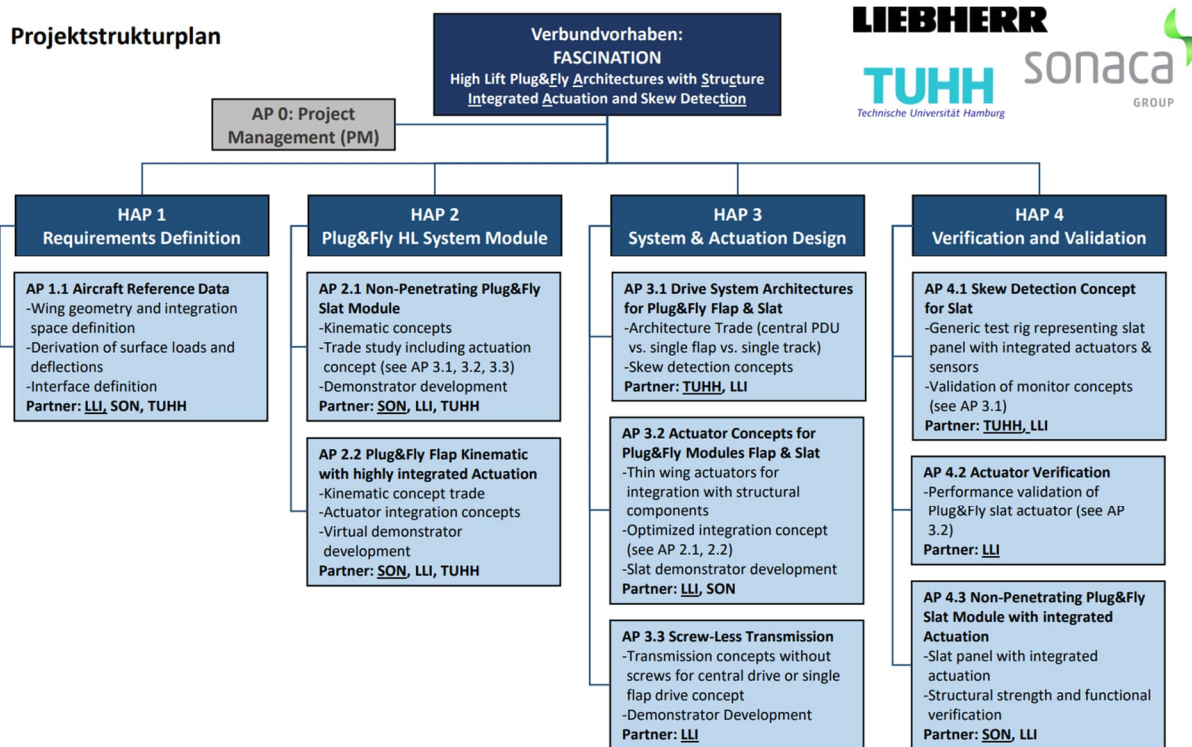 Projektstrukturplan
Verbundvorhaben:
FASCINATION
High Lift Plug&Fly Architectures with Structure
Integrated Actuation and Skew Detection
LIEBHERR
TUHH
Technische Universität Hamburg
sonaca
GROUP
AP 0: Project
Management (PM)
HAP 1
Requirements Definition
AP 1.1 Aircraft Reference Data
-Wing geometry and integration
space definition
-Derivation of surface loads and
deflections
-Interface definition
Partner: LLI, SON, TUHH
HAP 2
Plug&Fly HL System Module
AP 2.1 Non-Penetrating Plug&Fly
Slat Module
-Kinematic concepts
-Trade study including actuation
concept (see AP 3.1, 3.2, 3.3)
-Demonstrator development
Partner: SON, LLI, TUHH
AP 2.2 Plug&Fly Flap Kinematic
with highly integrated Actuation
-Kinematic concept trade
-Actuator integration concepts
-Virtual demonstrator
development
Partner: SON, LLI, TUHH
HAP 3
System & Actuation Design
AP 3.1 Drive System Architectures
for Plug&Fly Flap & Slat
-Architecture Trade (central PDU
vs. single flap vs. single track)
-Skew detection concepts
Partner: TUHH, LLI
AP 3.2 Actuator Concepts for
Plug&Fly Modules Flap & Slat
-Thin wing actuators for
integration with structural
components
-Optimized integration concept
(see AP 2.1, 2.2)
-Slat demonstrator development
Partner: LLI, SON
AP 3.3 Screw-Less Transmission
-Transmission concepts without
screws for central drive or single
flap drive concept
-Demonstrator Development
Partner: LLI
HAP 4
Verification and Validation
AP 4.1 Skew Detection Concept
for Slat
-Generic test rig representing slat
panel with integrated actuators &
sensors
-Validation of monitor concepts
(see AP 3.1)
Partner: TUHH, LLI
AP 4.2 Actuator Verification
-Performance validation of
Plug&Fly slat actuator (see AP
3.2)
Partner: LLI
AP 4.3 Non-Penetrating Plug&Fly
Slat Module with integrated
Actuation
-Slat panel with integrated
actuation
-Structural strength and functional
verification
Partner: SON, LLI